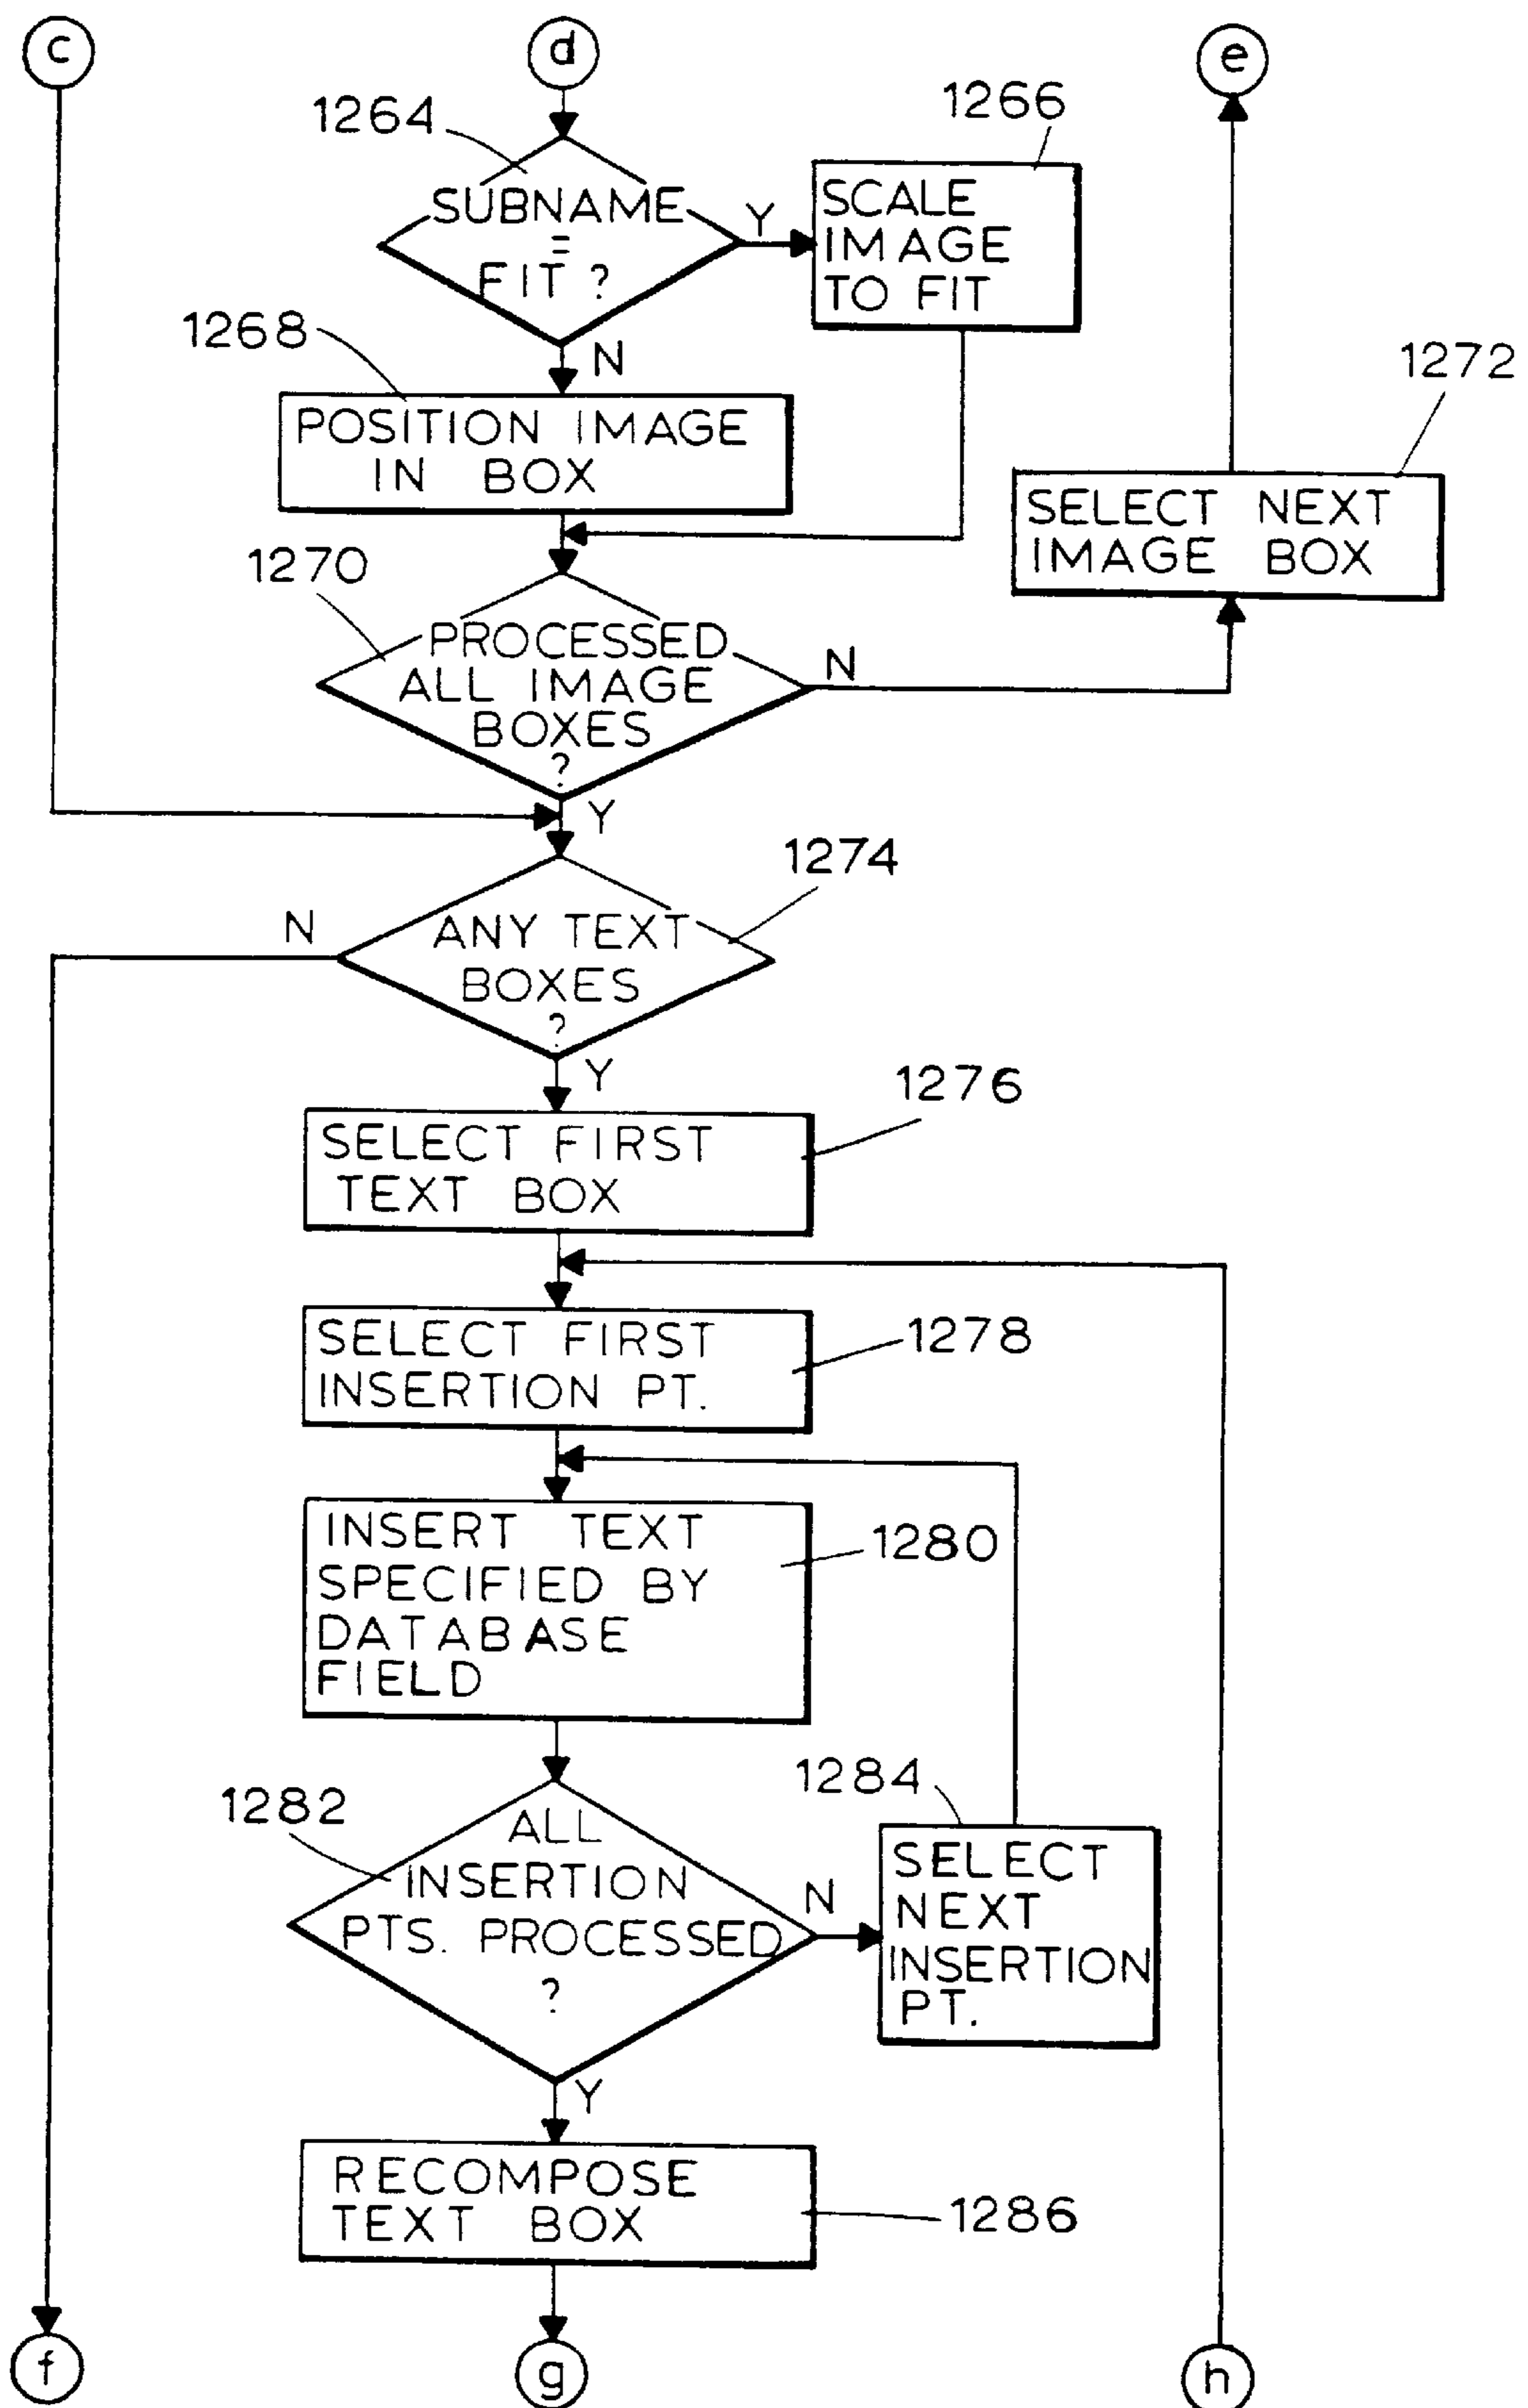 c
d
e
1264
1266
SUBNAME
=
FIT ?
Y
SCALE
IMAGE
TO FIT
1268
N
1272
POSITION IMAGE
IN BOX
SELECT NEXT
IMAGE BOX
1270
PROCESSED
ALL IMAGE
BOXES
?
N
Y
1274
N
ANY TEXT
BOXES
?
Y
1276
SELECT FIRST
TEXT BOX
SELECT FIRST
INSERTION PT.
1278
INSERT TEXT
SPECIFIED BY
DATABASE
FIELD
1280
1282
1284
ALL
INSERTION
PTS. PROCESSED
?
N
SELECT
NEXT
INSERTION
PT.
Y
RECOMPOSE
TEXT BOX
1286
f
g
h